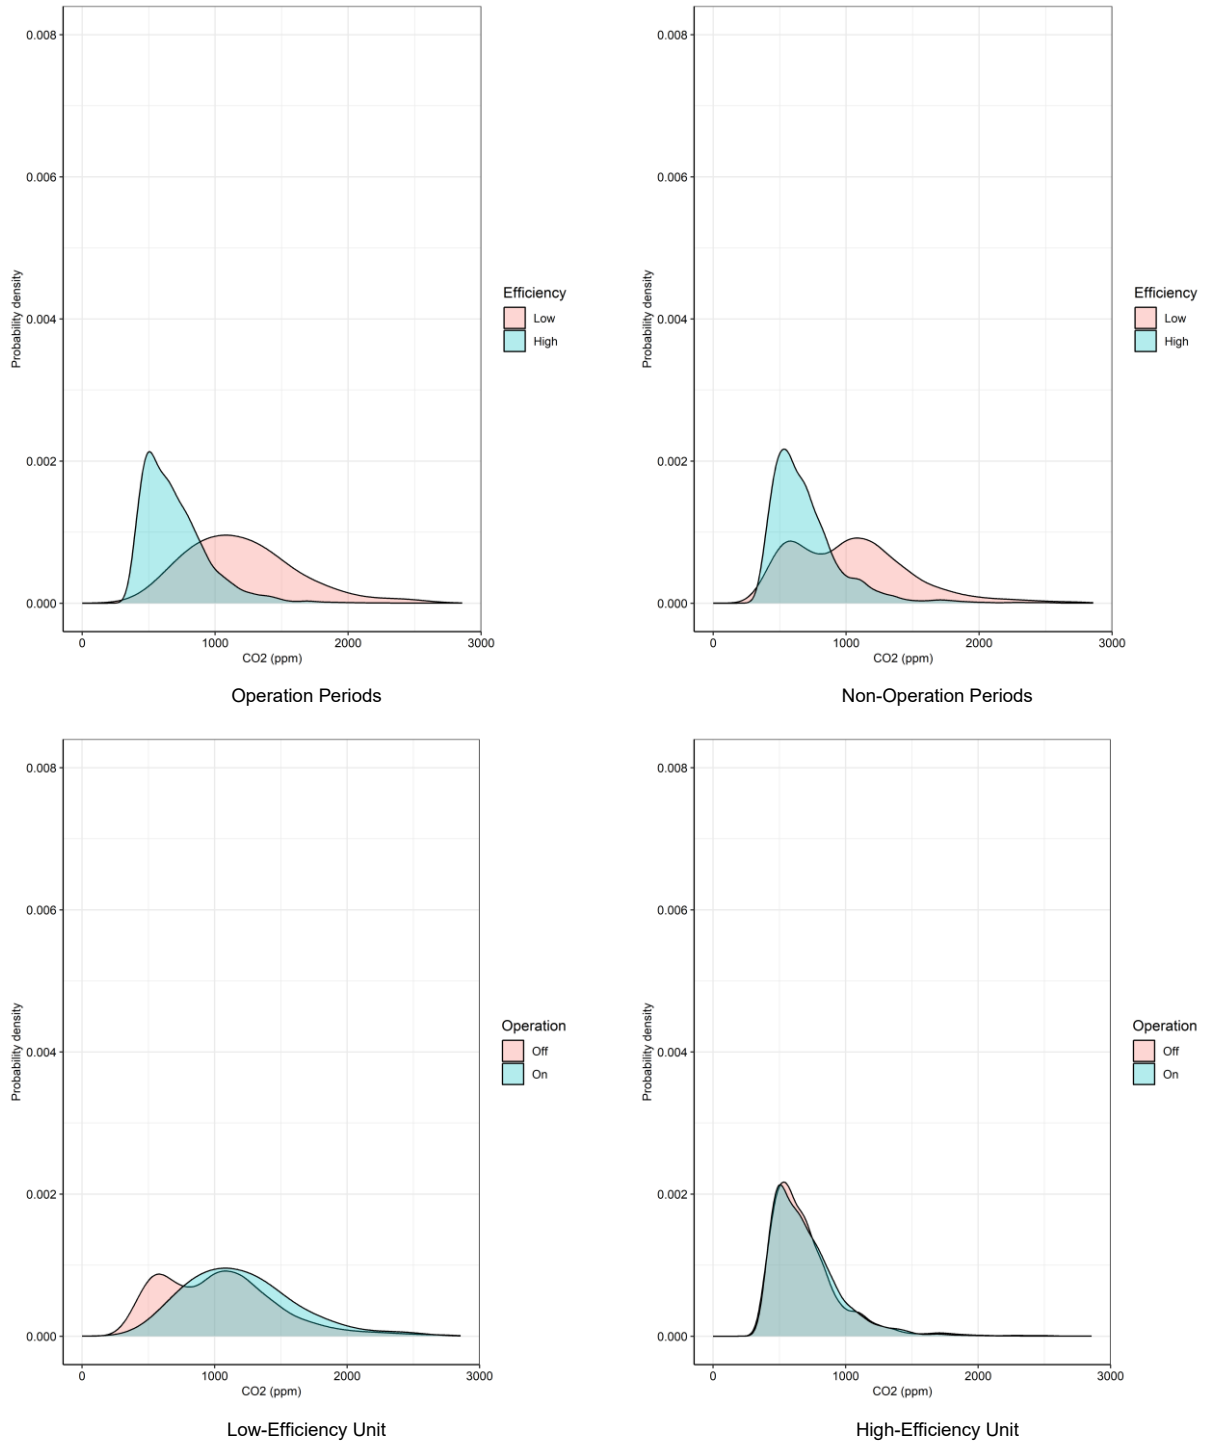 0.008
0.006
0.004
0.002
0.000
Probability density
0
1000
2000
3000
CO2 (ppm)
Efficiency
Low
High
Operation Periods
0.008
0.006
0.004
0.002
0.000
Probability density
0
1000
2000
3000
CO2 (ppm)
Efficiency
Low
High
Non-Operation Periods
0.008
0.006
0.004
0.002
0.000
Probability density
0
1000
2000
3000
CO2 (ppm)
Operation
Off
On
Low-Efficiency Unit
0.008
0.006
0.004
0.002
0.000
Probability density
0
1000
2000
3000
CO2 (ppm)
Operation
Off
On
High-Efficiency Unit